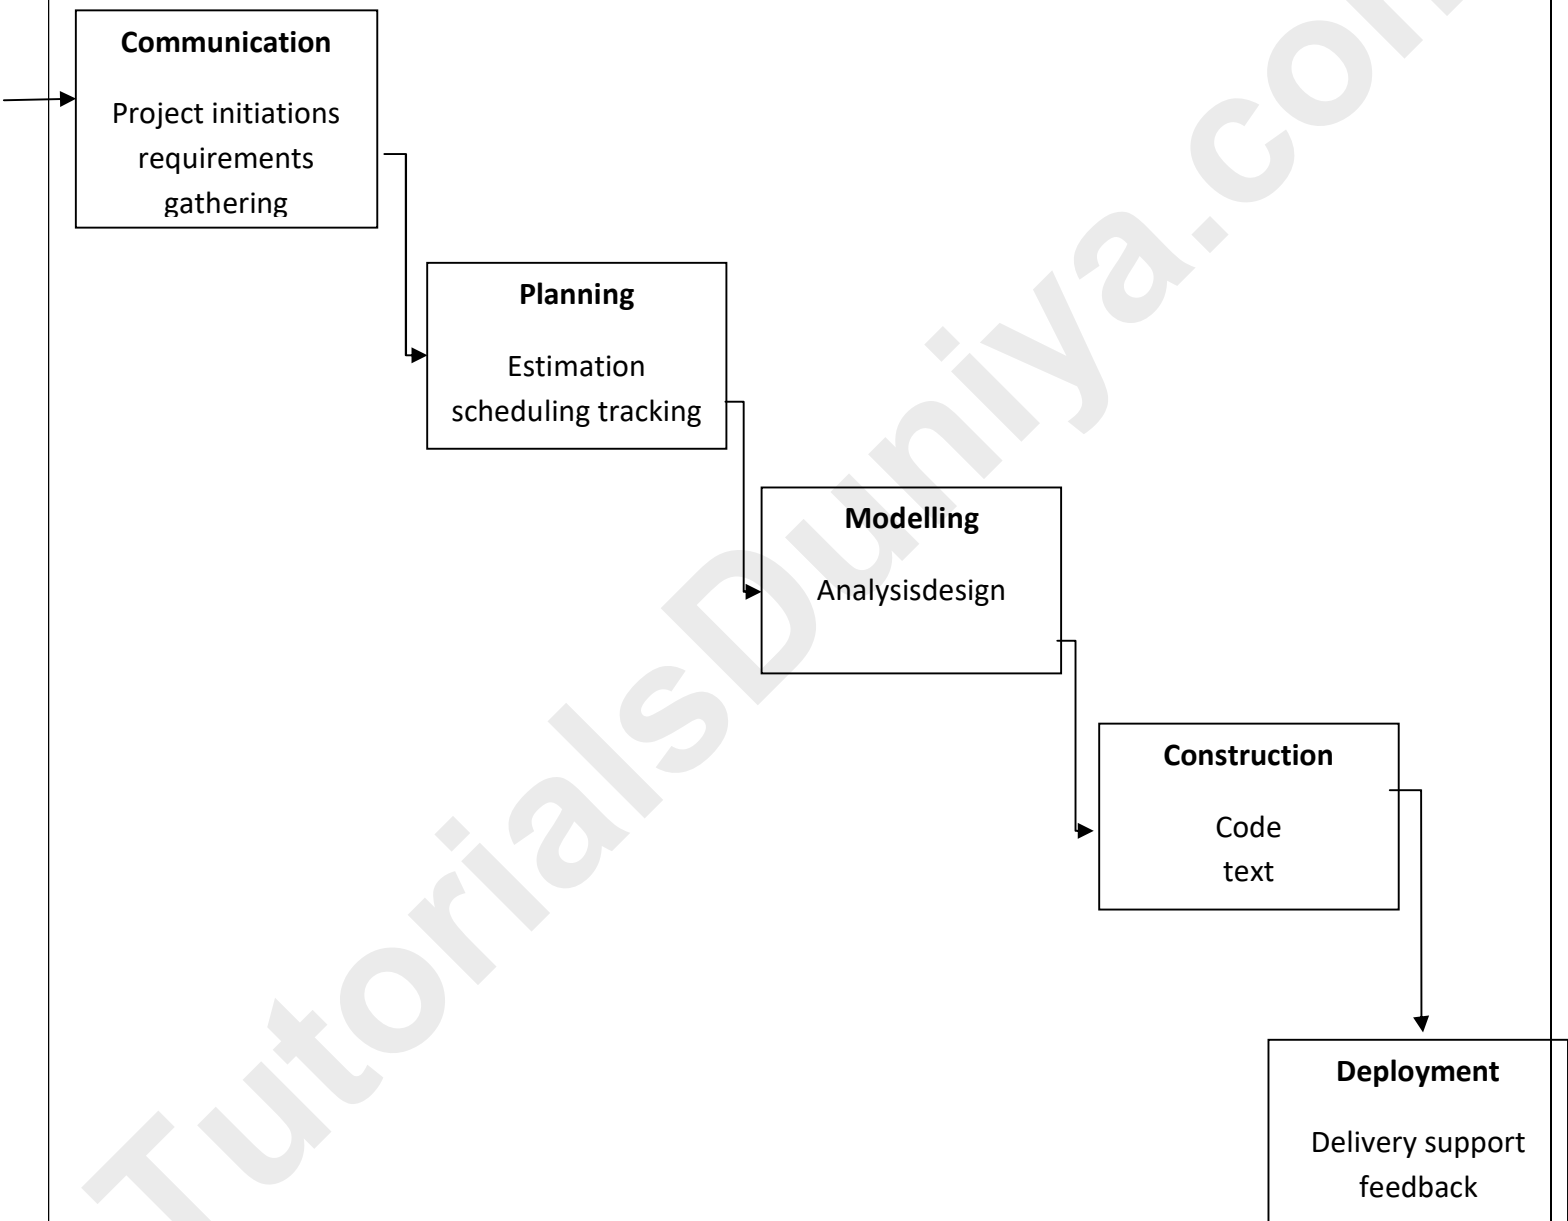 Communication
Project initiations
requirements
gathering
Planning
Estimation
scheduling tracking
Modelling
Analysisdesign
Construction
Code
text
Deployment
Delivery support
feedback
TutorialsDuniya.com